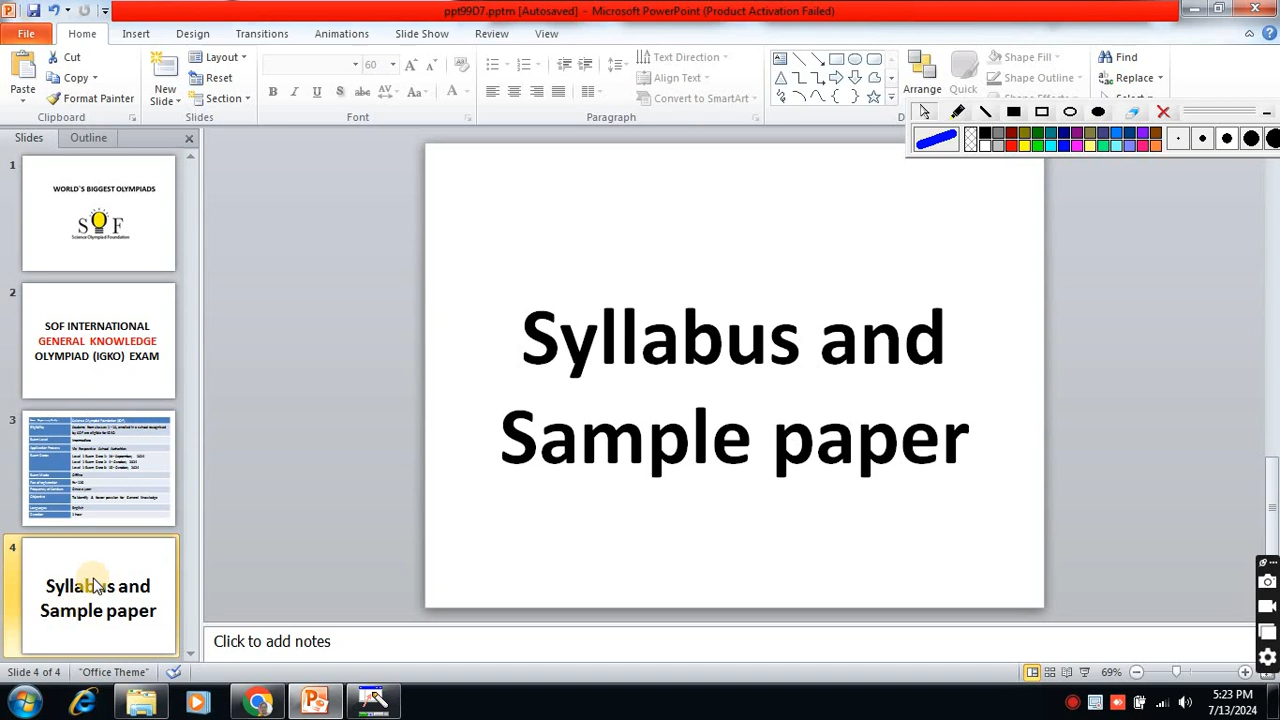 ppt99D7.pptm [Autosaved] - Microsoft PowerPoint (Product Activation Failed)
File Home Insert Design Transitions Animations Slide Show Review View
Paste
Cut
Copy
Format Painter
Clipboard
New
Slide
Layout
Reset
Section
Slides
60
B I U S abc AV Aa A
Font
Text Direction
Align Text
Convert to SmartArt
Paragraph
Arrange
Quick
Shape Fill
Shape Outline
Find
Replace
Slides Outline
1
WORLD`S BIGGEST OLYMPIADS
S F
Science Olympiad Foundation
2
SOF INTERNATIONAL
GENERAL KNOWLEDGE
OLYMPIAD (IGKO) EXAM
3
4
Syllabus and
Sample paper
Syllabus and
Sample paper
Click to add notes
Slide 4 of 4 "Office Theme" 69%
5:23 PM
7/13/2024